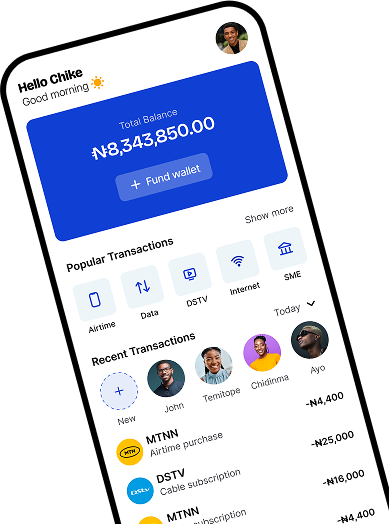 Hello Chike
Good morning
Total Balance
₦8,343,850.00
+ Fund wallet
Popular Transactions
Show more
Airtime
Data
DSTV
Internet
SME
Recent Transactions
Today
+
New
John
Temitope
Chidinma
Ayo
MTN
MTNN
Airtime purchase
-₦4,400
DStv
DSTV
Cable subscription
-₦25,000
MTNN
subscription
-₦16,000
-₦4,400